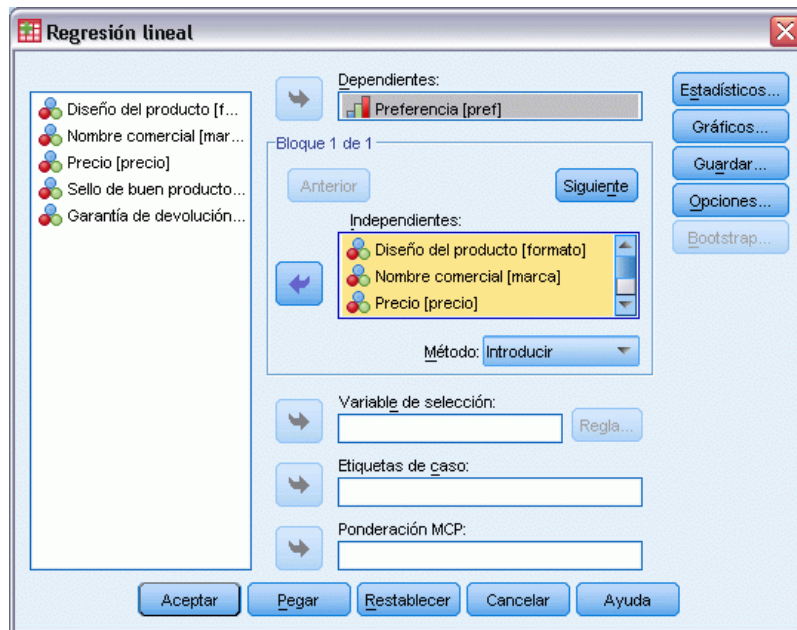 Regresión lineal
Diseño del producto [f...
Nombre comercial [mar...
Precio [precio]
Sello de buen producto...
Garantía de devolución...
Dependientes:
Preferencia [pref]
Bloque 1 de 1
Anterior
Siguiente
Independientes:
Diseño del producto [formato]
Nombre comercial [marca]
Precio [precio]
Método: Introducir
Variable de selección:
Regla...
Etiquetas de caso:
Ponderación MCP:
Estadísticos...
Gráficos...
Guardar...
Opciones...
Bootstrap...
Aceptar
Pegar
Restablecer
Cancelar
Ayuda